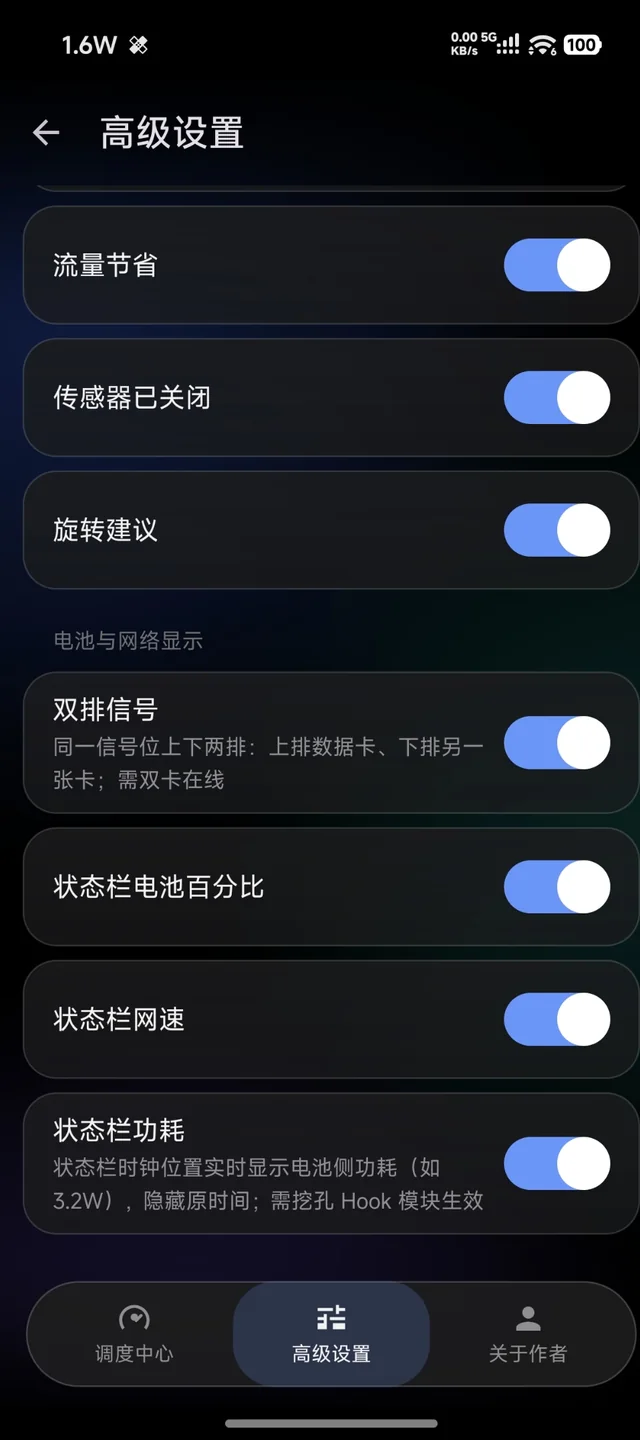 1.6W
0.00 5G
KB/s
6
100
高级设置
流量节省
传感器已关闭
旋转建议
电池与网络显示
双排信号
同一信号位上下两排：上排数据卡、下排另一
张卡；需双卡在线
状态栏电池百分比
状态栏网速
状态栏功耗
状态栏时钟位置实时显示电池侧功耗（如
3.2W），隐藏原时间；需挖孔 Hook 模块生效
调度中心
高级设置
关于作者